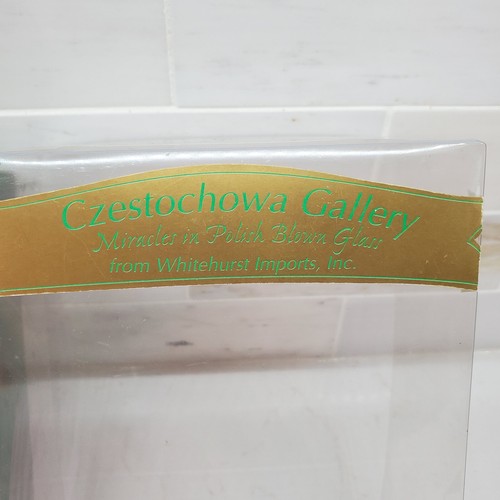 Czestochowa Gallery
Miracles in Polish Blown Glass
from Whitehurst Imports, Inc.